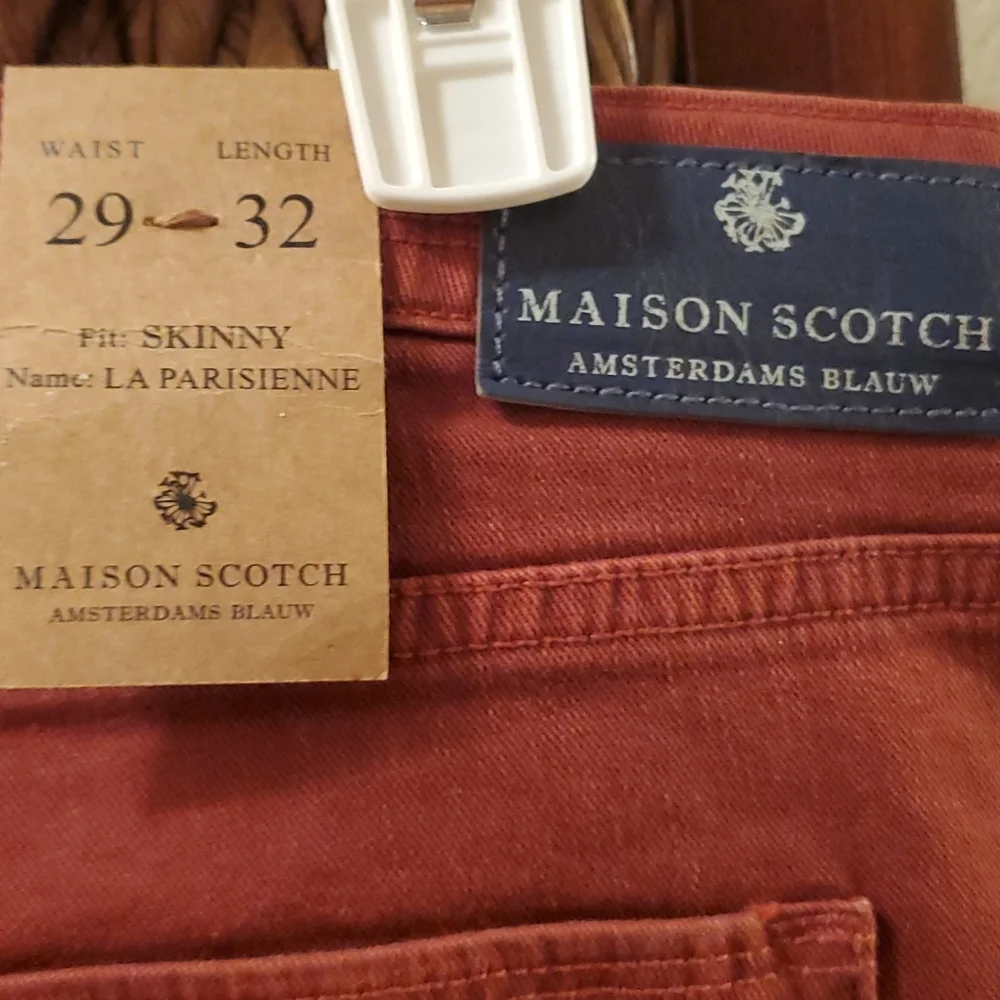 WAIST LENGTH
29 32
Fit: SKINNY
Name: LA PARISIENNE
MAISON SCOTCH
AMSTERDAMS BLAUW
MAISON SCOTCH
AMSTERDAMS BLAUW